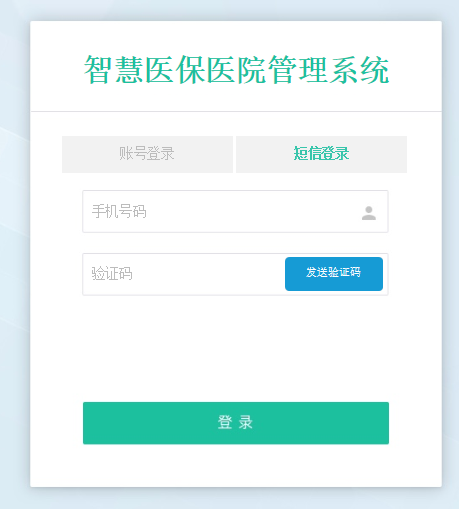 智慧医保医院管理系统
账号登录 短信登录
手机号码
验证码 发送验证码
登 录